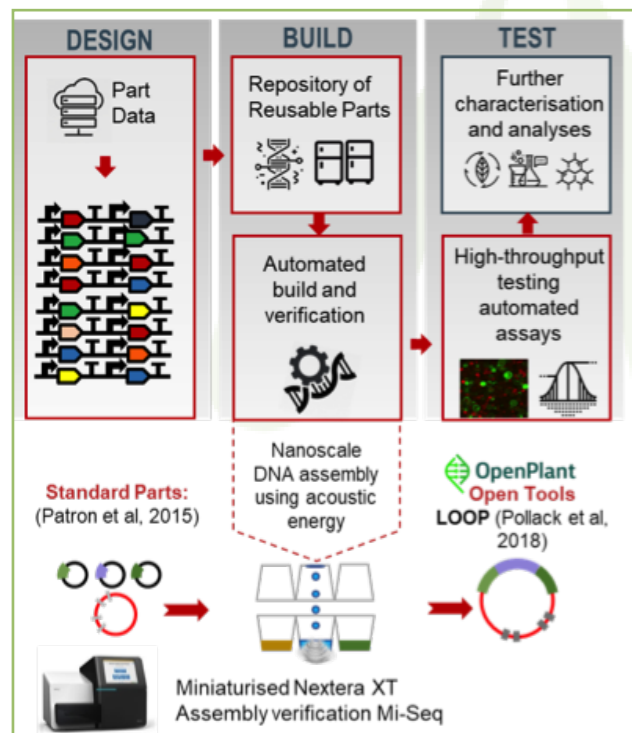 DESIGN
Part
Data
BUILD
Repository of
Reusable Parts
Automated
build and
verification
TEST
Further
characterisation
and analyses
High-throughput
testing
automated
assays
Nanoscale
DNA assembly
using acoustic
energy
Standard Parts:
(Patron et al, 2015)
OpenPlant
Open Tools
LOOP (Pollack et al,
2018)
Miniaturised Nextera XT
Assembly verification Mi-Seq